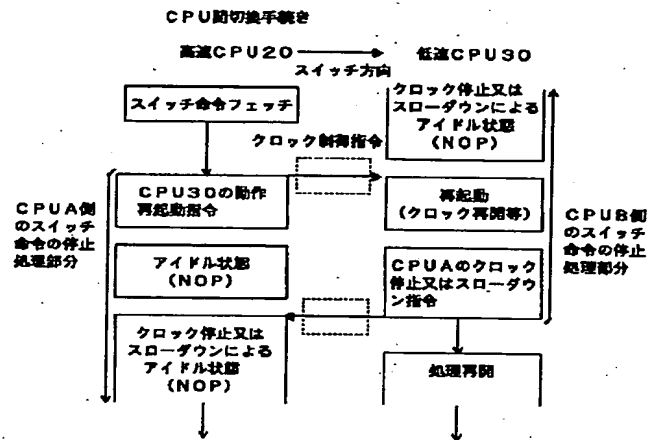 CPU間切換手続き
高速CPU20
低速CPU30
スイッチ方向
スイッチ命令フェッチ
クロック停止又は
スローダウンによる
アイドル状態
(NOP)
クロック制御指令
CPU30の動作
再起動指令
再起動
(クロック再開等)
CPUA側
のスイッチ
命令の停止
処理部分
CPUB側
のスイッチ
命令の停止
処理部分
アイドル状態
(NOP)
CPUAのクロック
停止又はスローダウ
ン指令
クロック停止又は
スローダウンによる
アイドル状態
(NOP)
処理再開